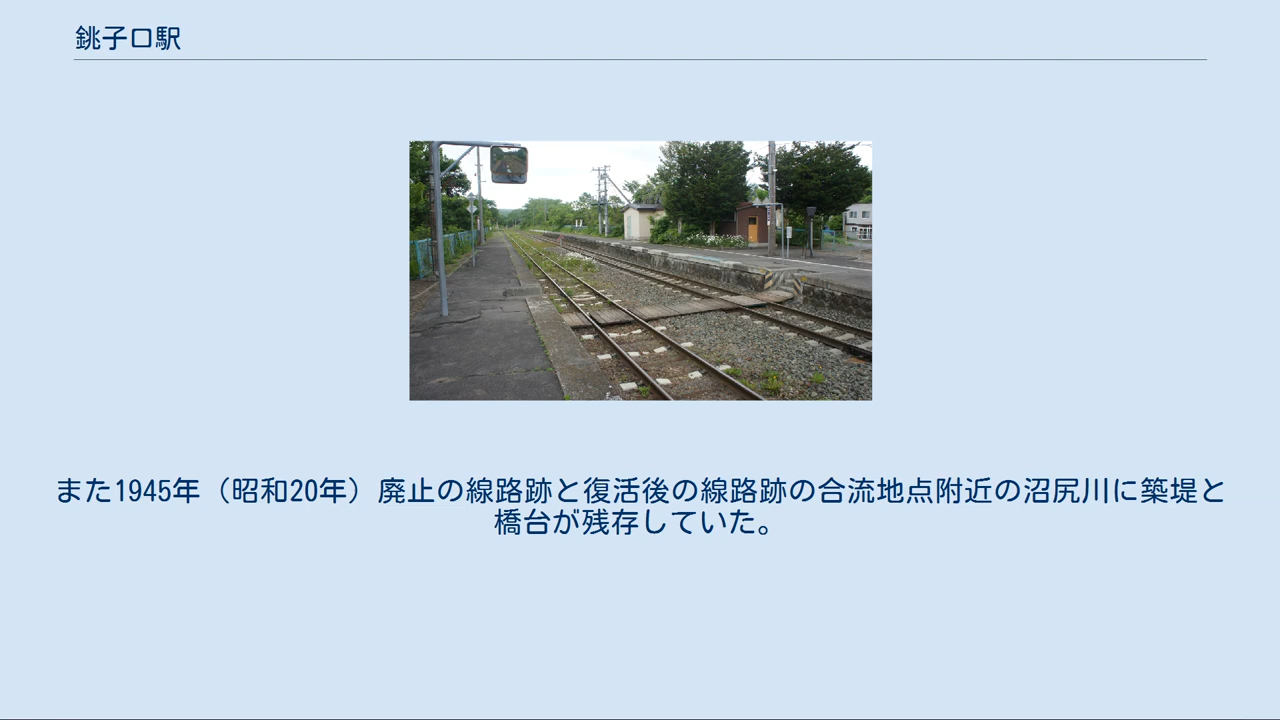 銚子口駅
また1945年（昭和20年）廃止の線路跡と復活後の線路跡の合流地点附近の沼尻川に築堤と
橋台が残存していた。